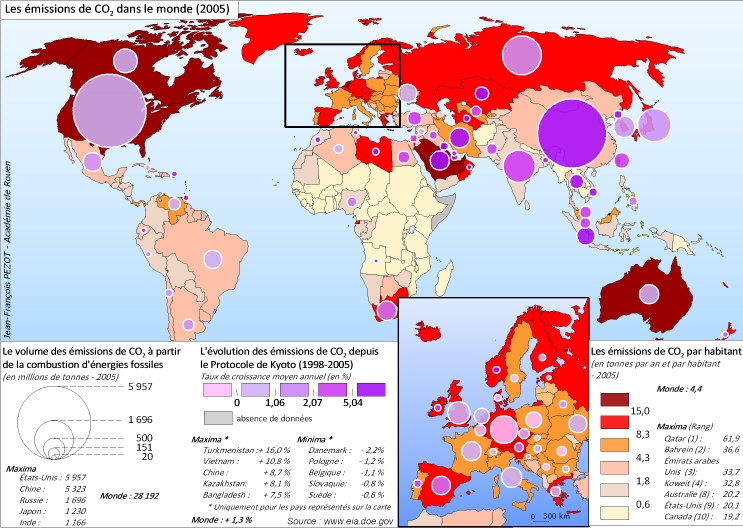 Les émissions de CO2 dans le monde (2005)
Jean-François PEZOT - Académie de Rouen
Le volume des émissions de CO2 à partir
de la combustion d'énergies fossiles
(en millions de tonnes - 2005)
5 957
1 696
500
151
20
Maxima
États-Unis : 5 957
Chine : 5 323
Russie : 1 696
Japon : 1 230
Inde : 1 166
Monde : 28 192
L'évolution des émissions de CO2 depuis
le Protocole de Kyoto (1998-2005)
Taux de croissance moyen annuel (en %)
0 1,06 2,07 5,04
absence de données
Maxima *
Turkmenistan : + 16,0 %
Vietnam : + 10,8 %
Chine : + 8,7 %
Kazakhstan : + 8,1 %
Bangladesh : + 7,5 %
Minima *
Danemark : - 2,2%
Pologne : - 1,2 %
Belgique : - 1,1 %
Slovaquie: - 0,8 %
Suède : - 0,6 %
* Uniquement pour les pays représentés sur la carte
Monde : + 1,3 %
Source : www.eia.doe.gov
0 300 km
Les émissions de CO2 par habitant
(en tonnes par an et par habitant
- 2005)
Monde : 4,4
15,0
8,3
4,3
1,8
0,6
Maxima (Rang)
Qatar (1) : 61,9
Bahrein (2) : 36,6
Émirats arabes
Unis (3): 33,7
Koweit (4) : 32,8
Australie (8) : 20,2
États-Unis (9) : 20,1
Canada (10) : 19,2